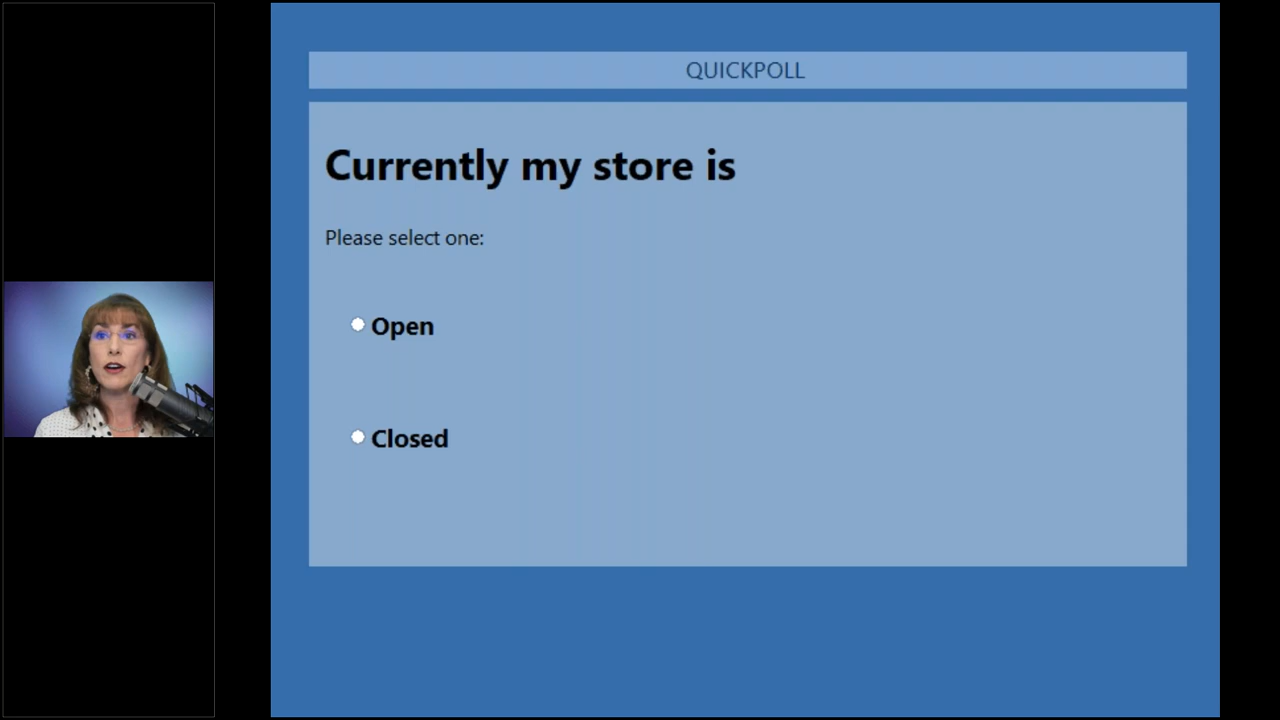 QUICKPOLL
Currently my store is
Please select one:
Open
Closed